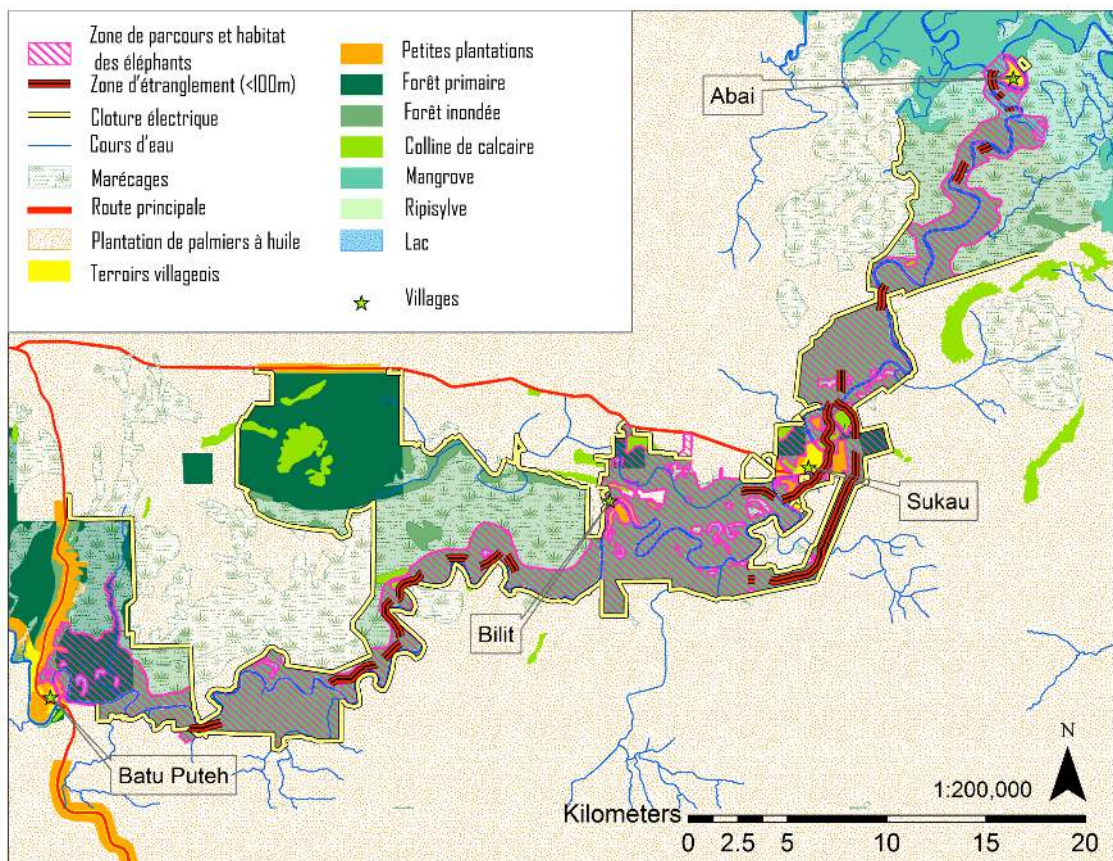 Zone de parcours et habitat
des éléphants
Zone d'étranglement (<100m)
Cloture électrique
Cours d'eau
Marécages
Route principale
Plantation de palmiers à huile
Terroirs villageois
Petites plantations
Forêt primaire
Forêt inondée
Colline de calcaire
Mangrove
Ripisylve
Lac
Villages
Abai
Sukau
Bilit
Batu Puteh
N
1:200,000
Kilometers
0 2.5 5 10 15 20